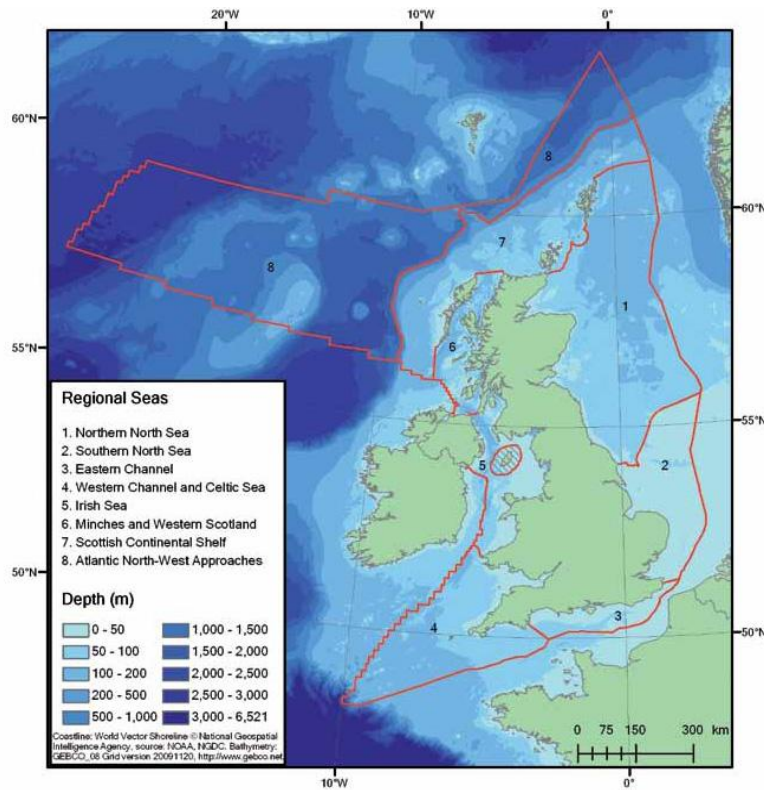 20°W 10°W 0°
60°N
60°N
8
7
8
1
55°N
6
55°N
5
2
50°N
50°N
3
4
Regional Seas
1. Northern North Sea
2. Southern North Sea
3. Eastern Channel
4. Western Channel and Celtic Sea
5. Irish Sea
6. Minches and Western Scotland
7. Scottish Continental Shelf
8. Atlantic North-West Approaches
Depth (m)
0 - 50 1,000 - 1,500
50 - 100 1,500 - 2,000
100 - 200 2,000 - 2,500
200 - 500 2,500 - 3,000
500 - 1,000 3,000 - 6,521
Coastline: World Vector Shoreline © National Geospatial
Intelligence Agency, source: NOAA, NGDC. Bathymetry:
GEBCO_08 Grid version 20091120, http://www.gebco.net
0 75 150 300 km
10°W 0°